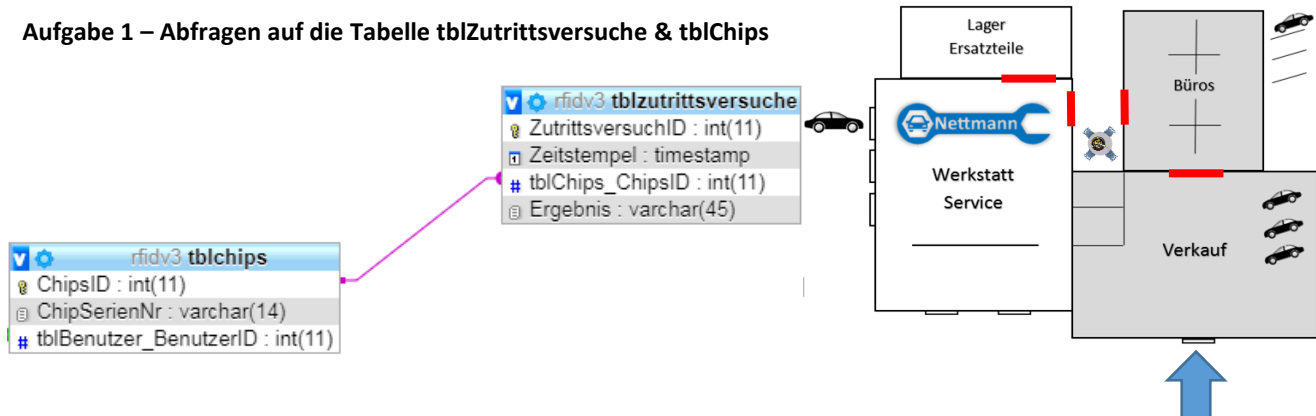 Aufgabe 1 – Abfragen auf die Tabelle tblZutrittsversuche & tblChips
rfidv3 tblzutrittsversuche
ZutrittsversuchID : int(11)
Zeitstempel : timestamp
tblChips_ChipsID : int(11)
Ergebnis : varchar(45)
rfidv3 tblchips
ChipsID : int(11)
ChipSerienNr : varchar(14)
tblBenutzer_BenutzerID : int(11)
Lager
Ersatzteile
Büros
Nettmann
Werkstatt
Service
Verkauf